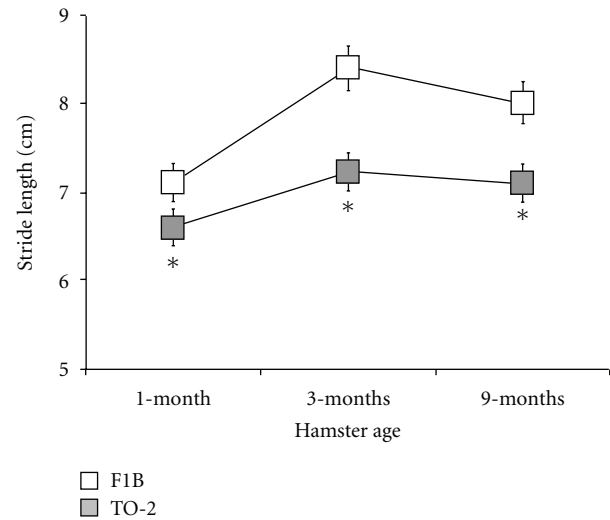 9
8
7
6
5
Stride length (cm)
*
*
*
1-month
3-months
9-months
Hamster age
F1B
TO-2